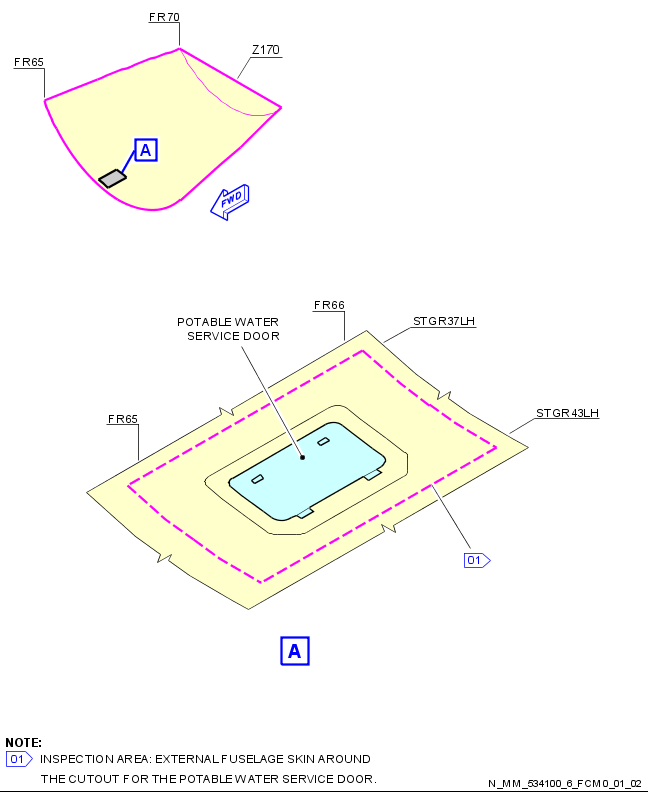 FR70
Z170
FR65
A
FWD
FR66
STGR37LH
POTABLE WATER
SERVICE DOOR
FR65
STGR43LH
01
A
NOTE:
01 INSPECTION AREA: EXTERNAL FUSELAGE SKIN AROUND
THE CUTOUT FOR THE POTABLE WATER SERVICE DOOR.
N_MM_534100_6_FCM0_01_02